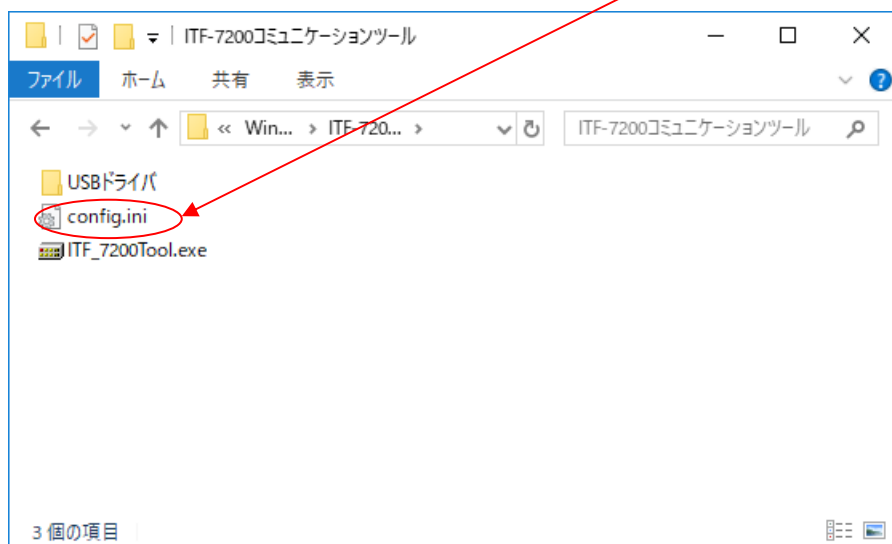 ITF-7200コミュニケーションツール
ファイル ホーム 共有 表示
« Win... › ITF-720... › ITF-7200コミュニケーションツール
USBドライバ
config.ini
ITF_7200Tool.exe
3 個の項目